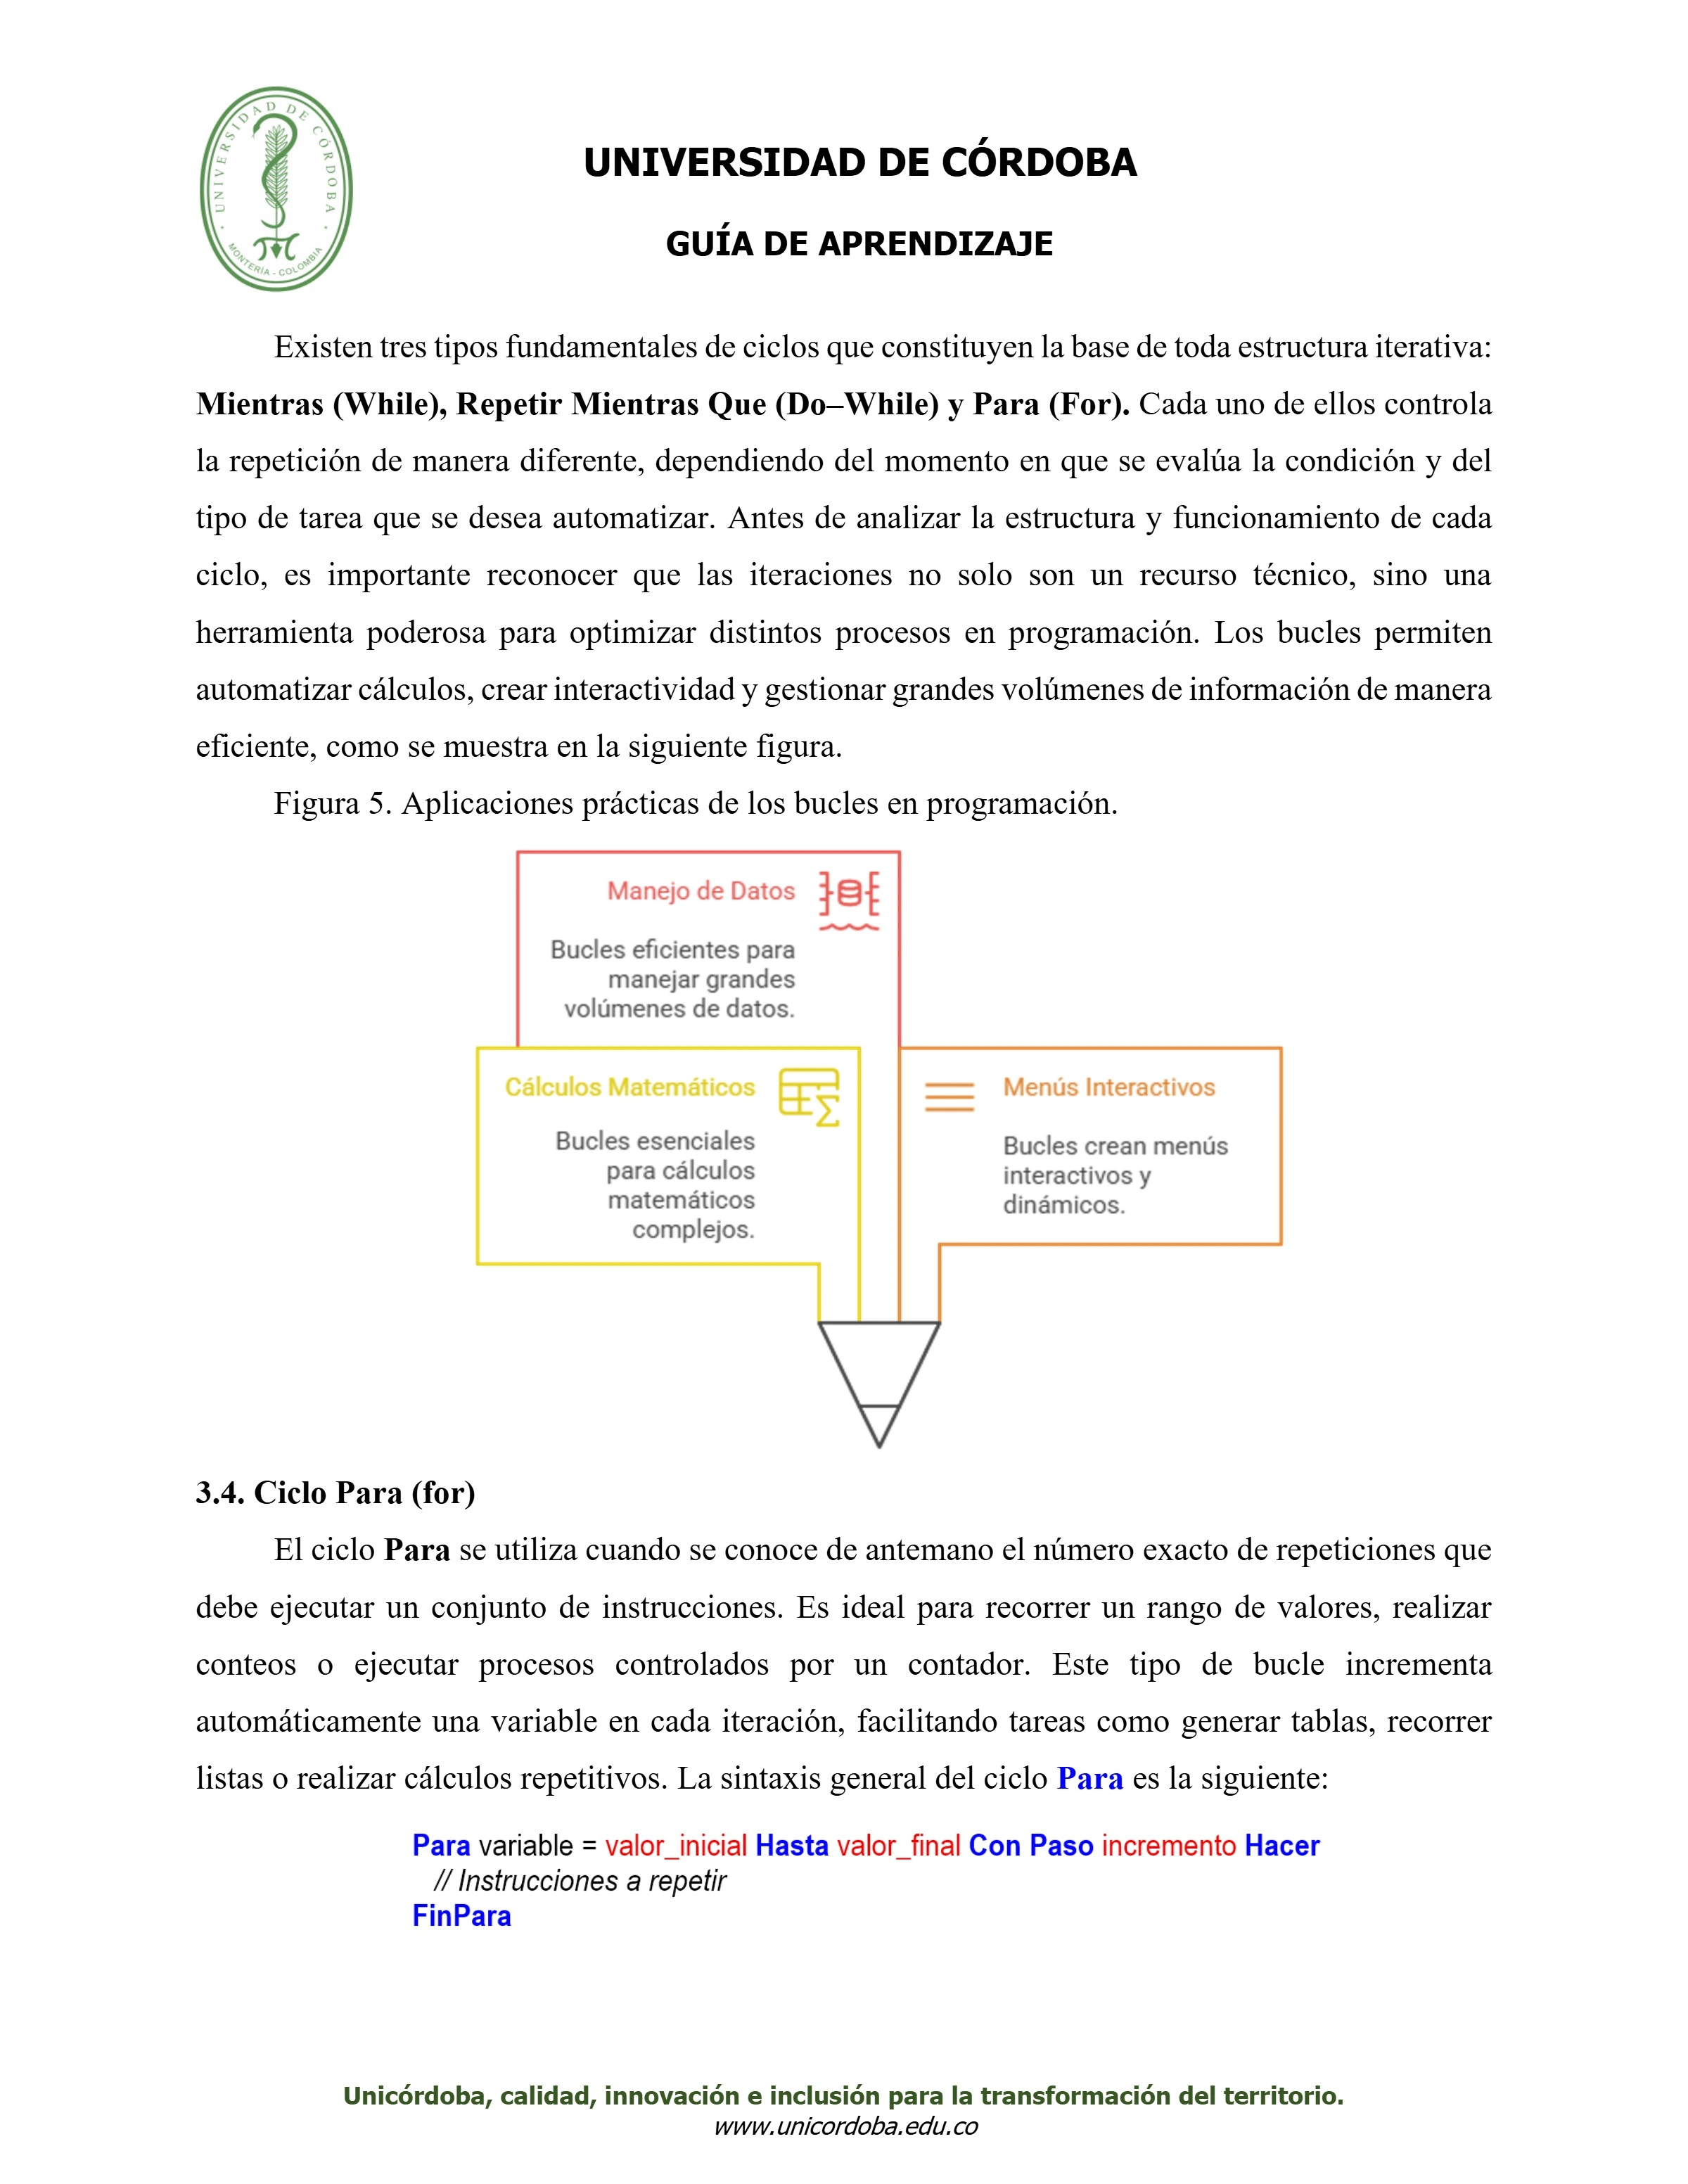 UNIVERSIDAD DE CÓRDOBA
MONTERÍA - COLOMBIA
UNIVERSIDAD DE CÓRDOBA
GUÍA DE APRENDIZAJE
Existen tres tipos fundamentales de ciclos que constituyen la base de toda estructura iterativa:
Mientras (While), Repetir Mientras Que (Do–While) y Para (For). Cada uno de ellos controla
la repetición de manera diferente, dependiendo del momento en que se evalúa la condición y del
tipo de tarea que se desea automatizar. Antes de analizar la estructura y funcionamiento de cada
ciclo, es importante reconocer que las iteraciones no solo son un recurso técnico, sino una
herramienta poderosa para optimizar distintos procesos en programación. Los bucles permiten
automatizar cálculos, crear interactividad y gestionar grandes volúmenes de información de manera
eficiente, como se muestra en la siguiente figura.
Figura 5. Aplicaciones prácticas de los bucles en programación.
Manejo de Datos
Bucles eficientes para
manejar grandes
volúmenes de datos.
Cálculos Matemáticos
Bucles esenciales
para cálculos
matemáticos
complejos.
Menús Interactivos
Bucles crean menús
interactivos y
dinámicos.
3.4. Ciclo Para (for)
El ciclo Para se utiliza cuando se conoce de antemano el número exacto de repeticiones que
debe ejecutar un conjunto de instrucciones. Es ideal para recorrer un rango de valores, realizar
conteos o ejecutar procesos controlados por un contador. Este tipo de bucle incrementa
automáticamente una variable en cada iteración, facilitando tareas como generar tablas, recorrer
listas o realizar cálculos repetitivos. La sintaxis general del ciclo Para es la siguiente:
Para variable = valor_inicial Hasta valor_final Con Paso incremento Hacer
// Instrucciones a repetir
FinPara
Unicórdoba, calidad, innovación e inclusión para la transformación del territorio.
www.unicordoba.edu.co